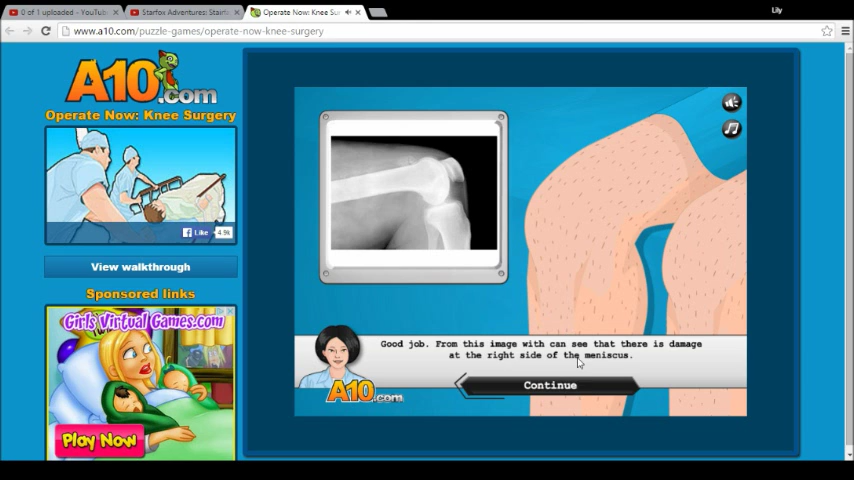 0 of 1 uploaded - YouTub
Starfox Adventures: Stairf
Operate Now: Knee Sur
Lily
www.a10.com/puzzle-games/operate-now-knee-surgery
A10.com
Operate Now: Knee Surgery
Like 4.9k
View walkthrough
Sponsored links
Girls Virtual Games.com
Play Now
Good job. From this image with can see that there is damage
at the right side of the meniscus.
A10.com
Continue